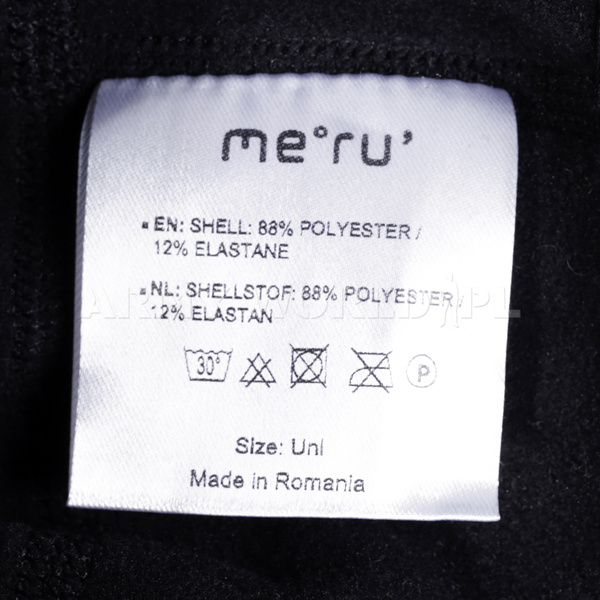 me°ru'
▪ EN: SHELL: 88% POLYESTER /
12% ELASTANE
▪ NL: SHELLSTOF: 88% POLYESTER /
12% ELASTAN
30°
P
Size: Uni
Made in Romania